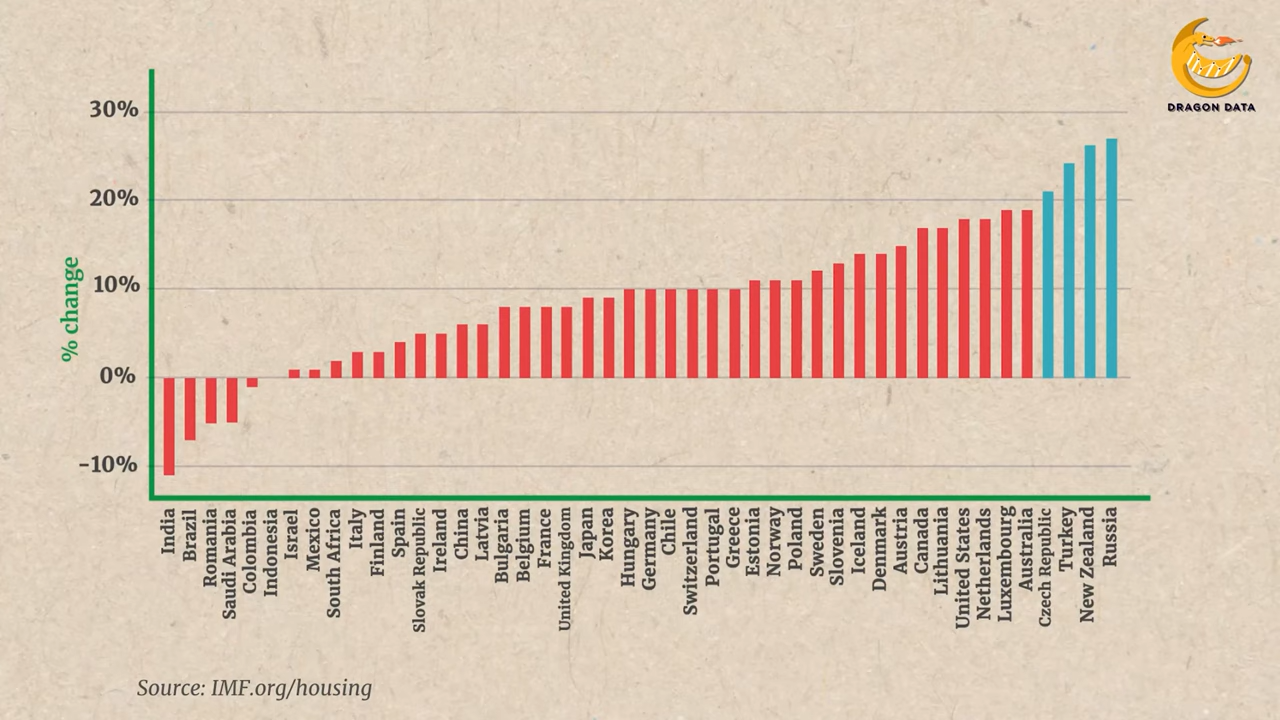 DRAGON DATA
30%
20%
10%
0%
-10%
% change
India
Brazil
Romania
Saudi Arabia
Colombia
Indonesia
Israel
Mexico
South Africa
Italy
Finland
Spain
Slovak Republic
Ireland
China
Latvia
Bulgaria
Belgium
France
United Kingdom
Japan
Korea
Hungary
Germany
Chile
Switzerland
Portugal
Greece
Estonia
Norway
Poland
Sweden
Slovenia
Iceland
Denmark
Austria
Canada
Lithuania
United States
Netherlands
Luxembourg
Australia
Czech Republic
Turkey
New Zealand
Russia
Source: IMF.org/housing